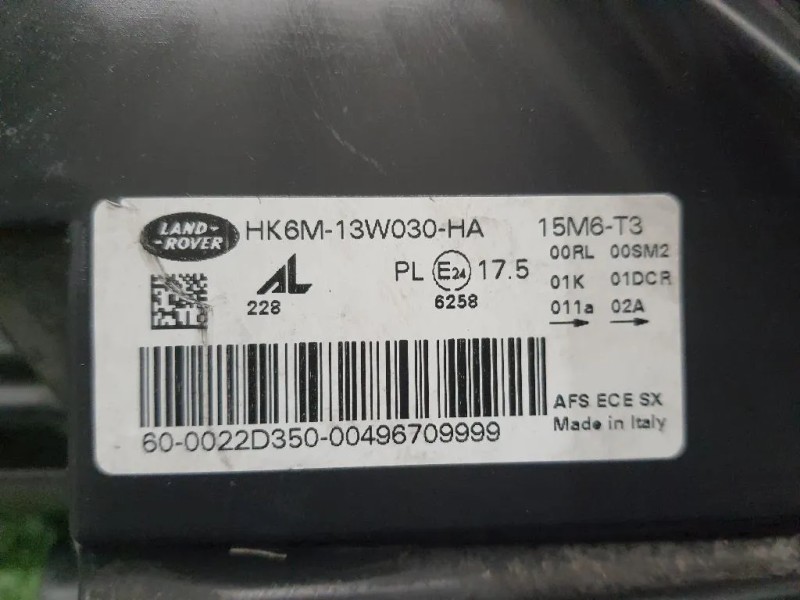 LAND-
-ROVER
HK6M-13W030-HA
15M6-T3
00RL 00SM2
01K 01DCR
011a 02A
AL
228
PL E24 17.5
6258
60-0022D350-00496709999
AFS ECE SX
Made in Italy